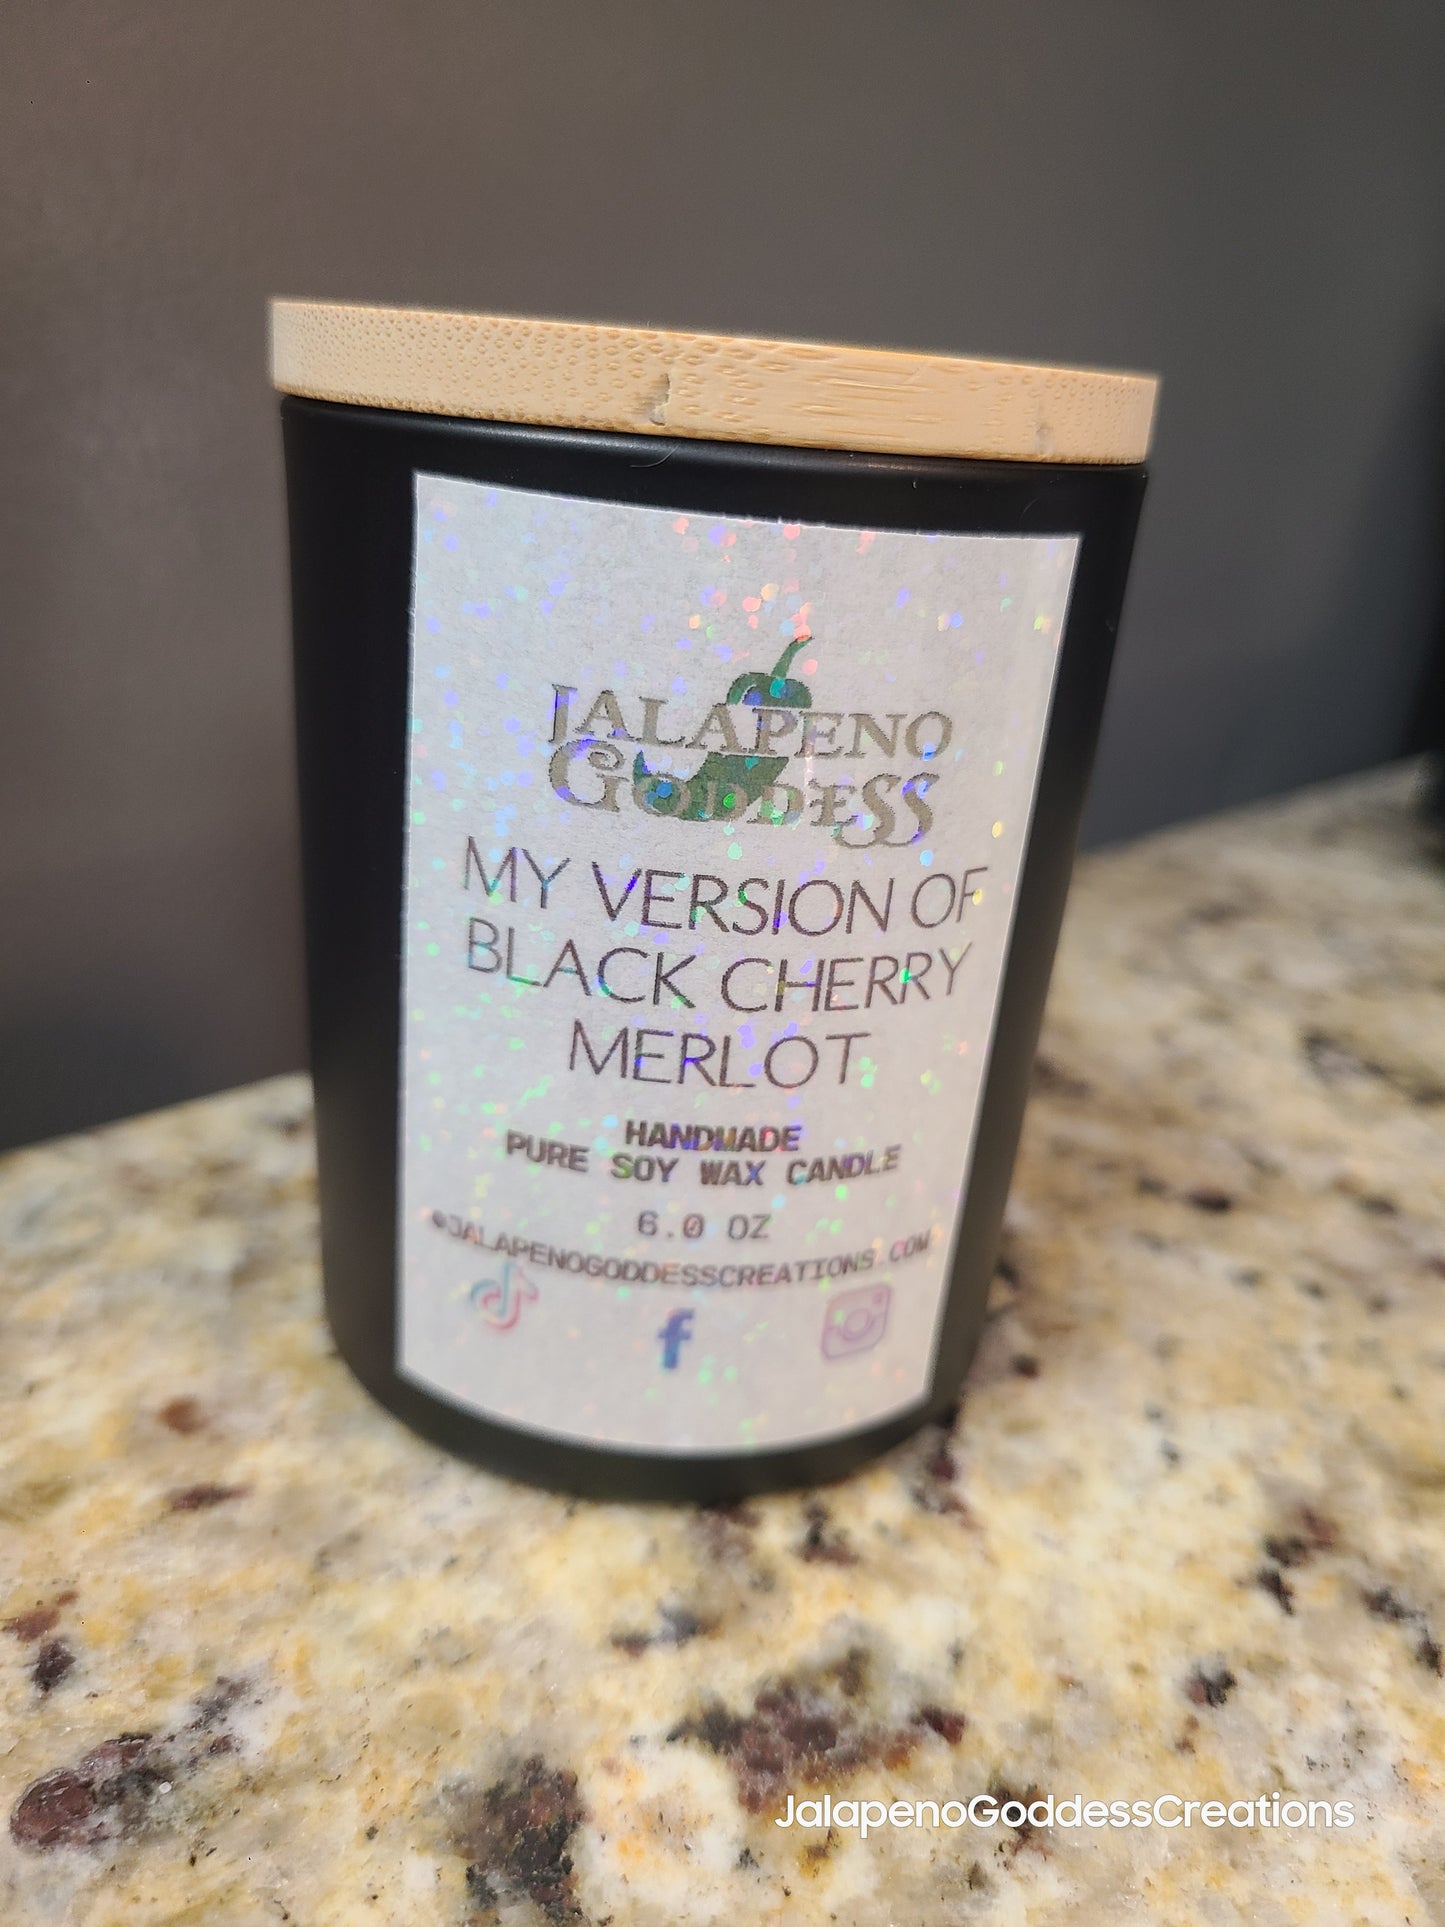 JALAPENO
GODDESS
MY VERSION OF
BLACK CHERRY
MERLOT
HANDMADE
PURE SOY WAX CANDLE
6.0 OZ
@JALAPENOGODDESSCREATIONS.COM
JalapenoGoddessCreations